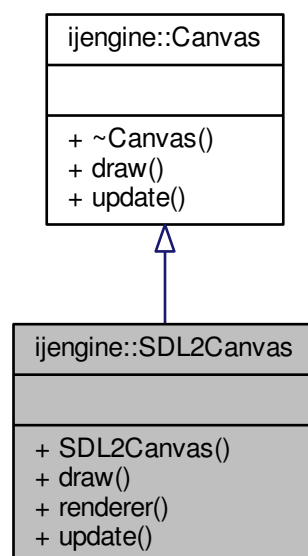 ijengine::Canvas
+ ~Canvas()
+ draw()
+ update()
ijengine::SDL2Canvas
+ SDL2Canvas()
+ draw()
+ renderer()
+ update()